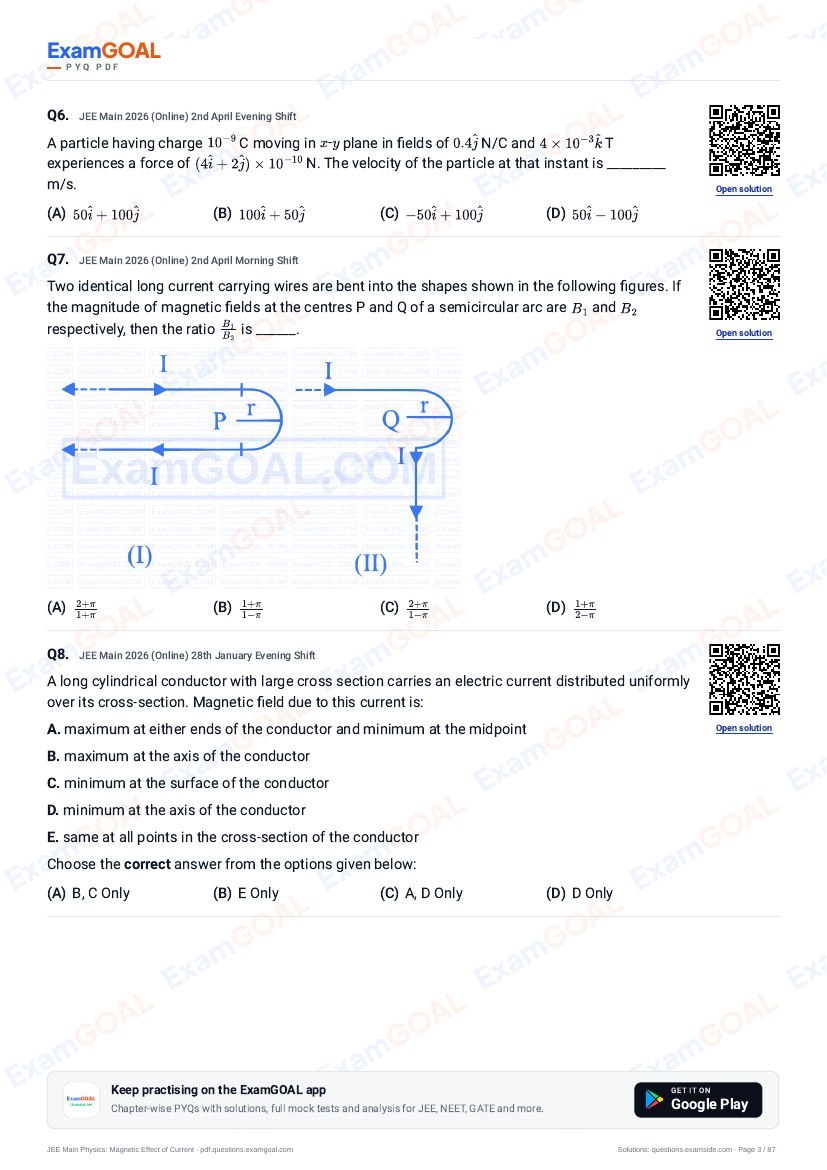 ExamGOAL
PYQ PDF
Q6. JEE Main 2026 (Online) 2nd April Evening Shift
A particle having charge 10⁻⁹ C moving in x-y plane in fields of 0.4ĵ N/C and 4 × 10⁻³k̂ T
experiences a force of (4î + 2ĵ) × 10⁻¹⁰ N. The velocity of the particle at that instant is ________
m/s.
(A) 50î + 100ĵ (B) 100î + 50ĵ (C) −50î + 100ĵ (D) 50î − 100ĵ
Open solution
Q7. JEE Main 2026 (Online) 2nd April Morning Shift
Two identical long current carrying wires are bent into the shapes shown in the following figures. If
the magnitude of magnetic fields at the centres P and Q of a semicircular arc are B₁ and B₂
respectively, then the ratio B₁/B₂ is ______.
Open solution
I
P r
I
(I)
I
Q r
I
(II)
ExamGOAL.COM
(A) 2+π/1+π (B) 1+π/1−π (C) 2+π/1−π (D) 1+π/2−π
Q8. JEE Main 2026 (Online) 28th January Evening Shift
A long cylindrical conductor with large cross section carries an electric current distributed uniformly
over its cross-section. Magnetic field due to this current is:
A. maximum at either ends of the conductor and minimum at the midpoint
B. maximum at the axis of the conductor
C. minimum at the surface of the conductor
D. minimum at the axis of the conductor
E. same at all points in the cross-section of the conductor
Choose the correct answer from the options given below:
(A) B, C Only (B) E Only (C) A, D Only (D) D Only
Open solution
ExamGOAL
Keep practising on the ExamGOAL app
Chapter-wise PYQs with solutions, full mock tests and analysis for JEE, NEET, GATE and more.
GET IT ON
Google Play
JEE Main Physics: Magnetic Effect of Current · pdf.questions.examgoal.com
Solutions: questions.examside.com · Page 3 / 87